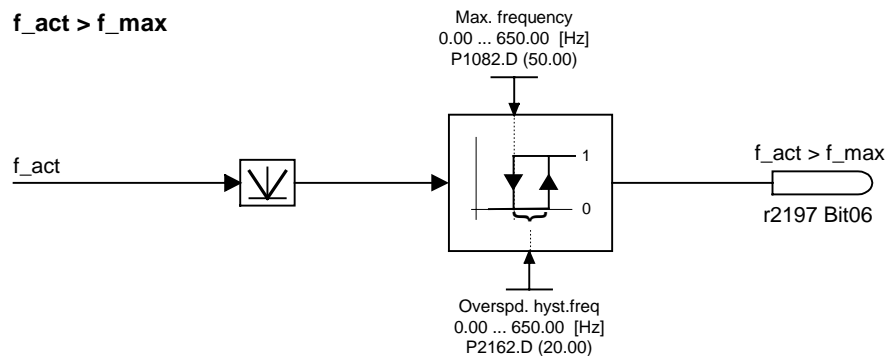 f_act > f_max
Max. frequency
0.00 ... 650.00 [Hz]
P1082.D (50.00)
f_act
1
0
f_act > f_max
r2197 Bit06
Overspd. hyst.freq
0.00 ... 650.00 [Hz]
P2162.D (20.00)